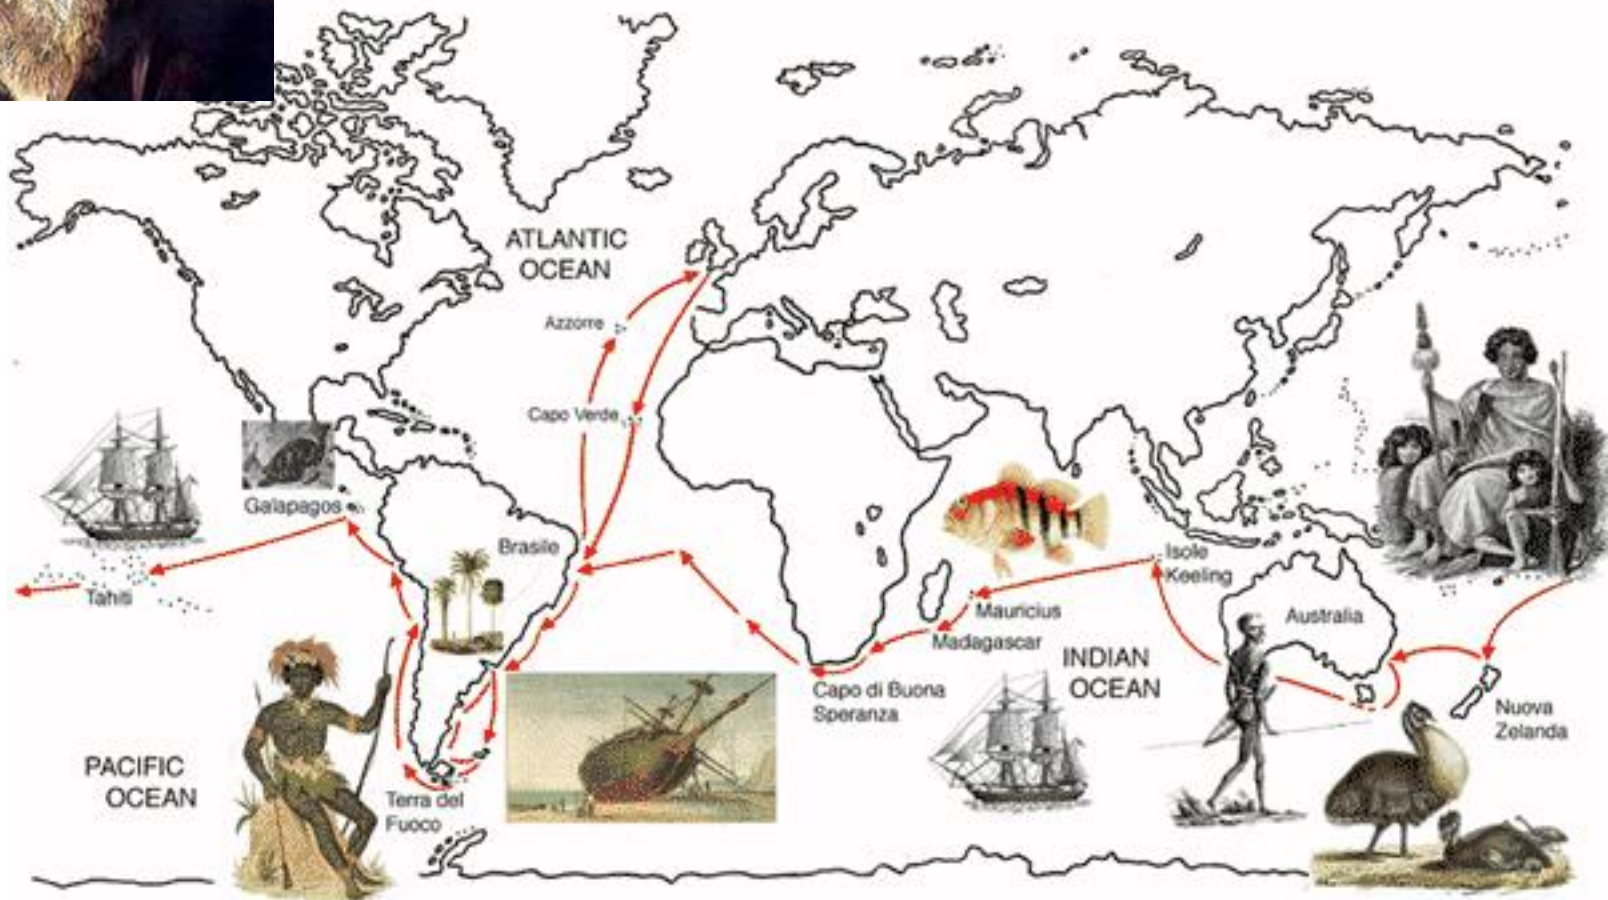 ATLANTIC
OCEAN
Azzorre
Capo Verde
Galapagos
Brasile
Isole
Keeling
Tahiti
Mauricius
Australia
Madagascar
INDIAN
OCEAN
Capo di Buona
Speranza
Nuova
Zelanda
PACIFIC
OCEAN
Terra del
Fuoco